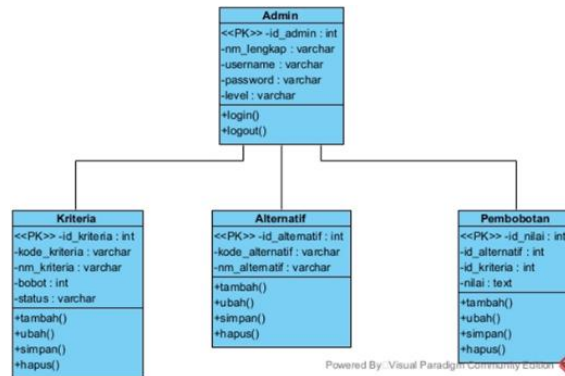 Admin
<<PK>> -id_admin : int
-nm_lengkap : varchar
-username : varchar
-password : varchar
-level : varchar
+login()
+logout()
Kriteria
<<PK>> -id_kriteria : int
-kode_kriteria : varchar
-nm_kriteria : varchar
-bobot : int
-status : varchar
+tambah()
+ubah()
+simpan()
+hapus()
Alternatif
<<PK>> -id_alternatif : int
-kode_alternatif : varchar
-nm_alternatif : varchar
+tambah()
+ubah()
+simpan()
+hapus()
Pembobotan
<<PK>> -id_nilai : int
-id_alternatif : int
-id_kriteria : int
-nilai : text
+tambah()
+ubah()
+simpan()
+hapus()
Powered By Visual Paradigm Community Edition